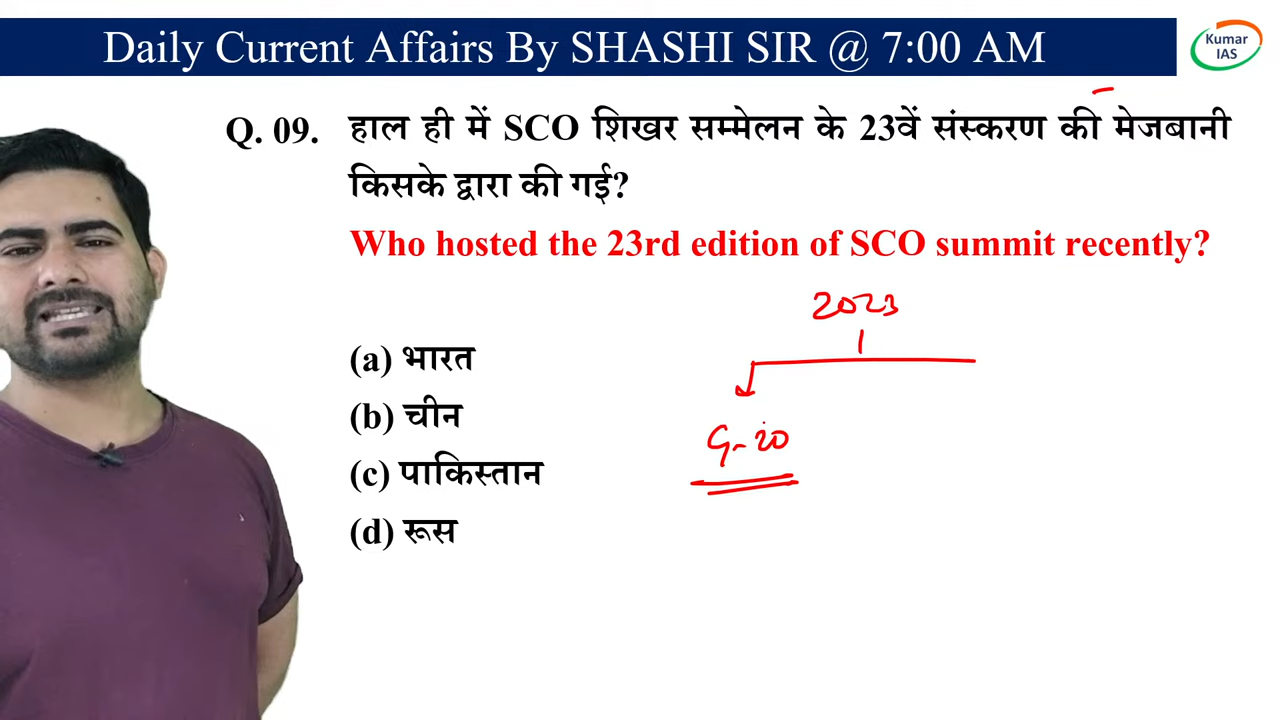 Daily Current Affairs By SHASHI SIR @ 7:00 AM
Kumar
IAS
Q. 09. हाल ही में SCO शिखर सम्मेलन के 23वें संस्करण की मेजबानी
किसके द्वारा की गई?
Who hosted the 23rd edition of SCO summit recently?
2023
(a) भारत
(b) चीन
G-20
(c) पाकिस्तान
(d) रूस